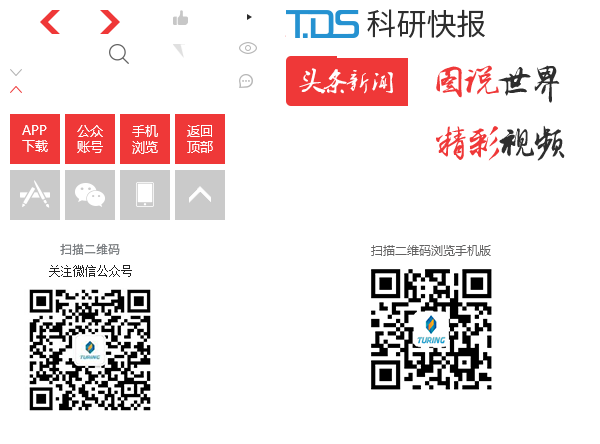 TDS 科研快报
头条新闻
图说世界
精彩视频
APP
下载
公众
账号
手机
浏览
返回
顶部
扫描二维码
关注微信公众号
TURING
扫描二维码浏览手机版
TURING